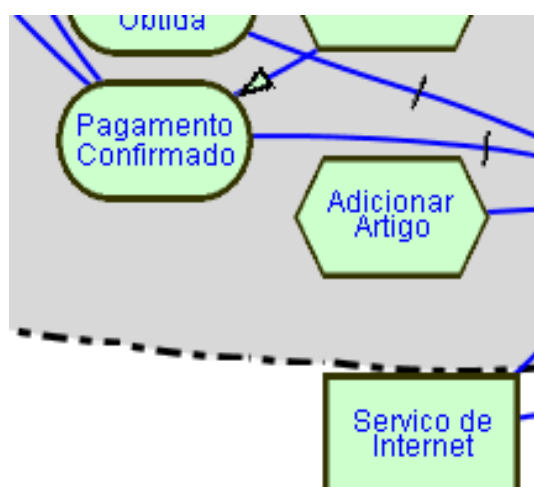 Obtida
Pagamento
Confirmado
Adicionar
Artigo
Servico de
Internet